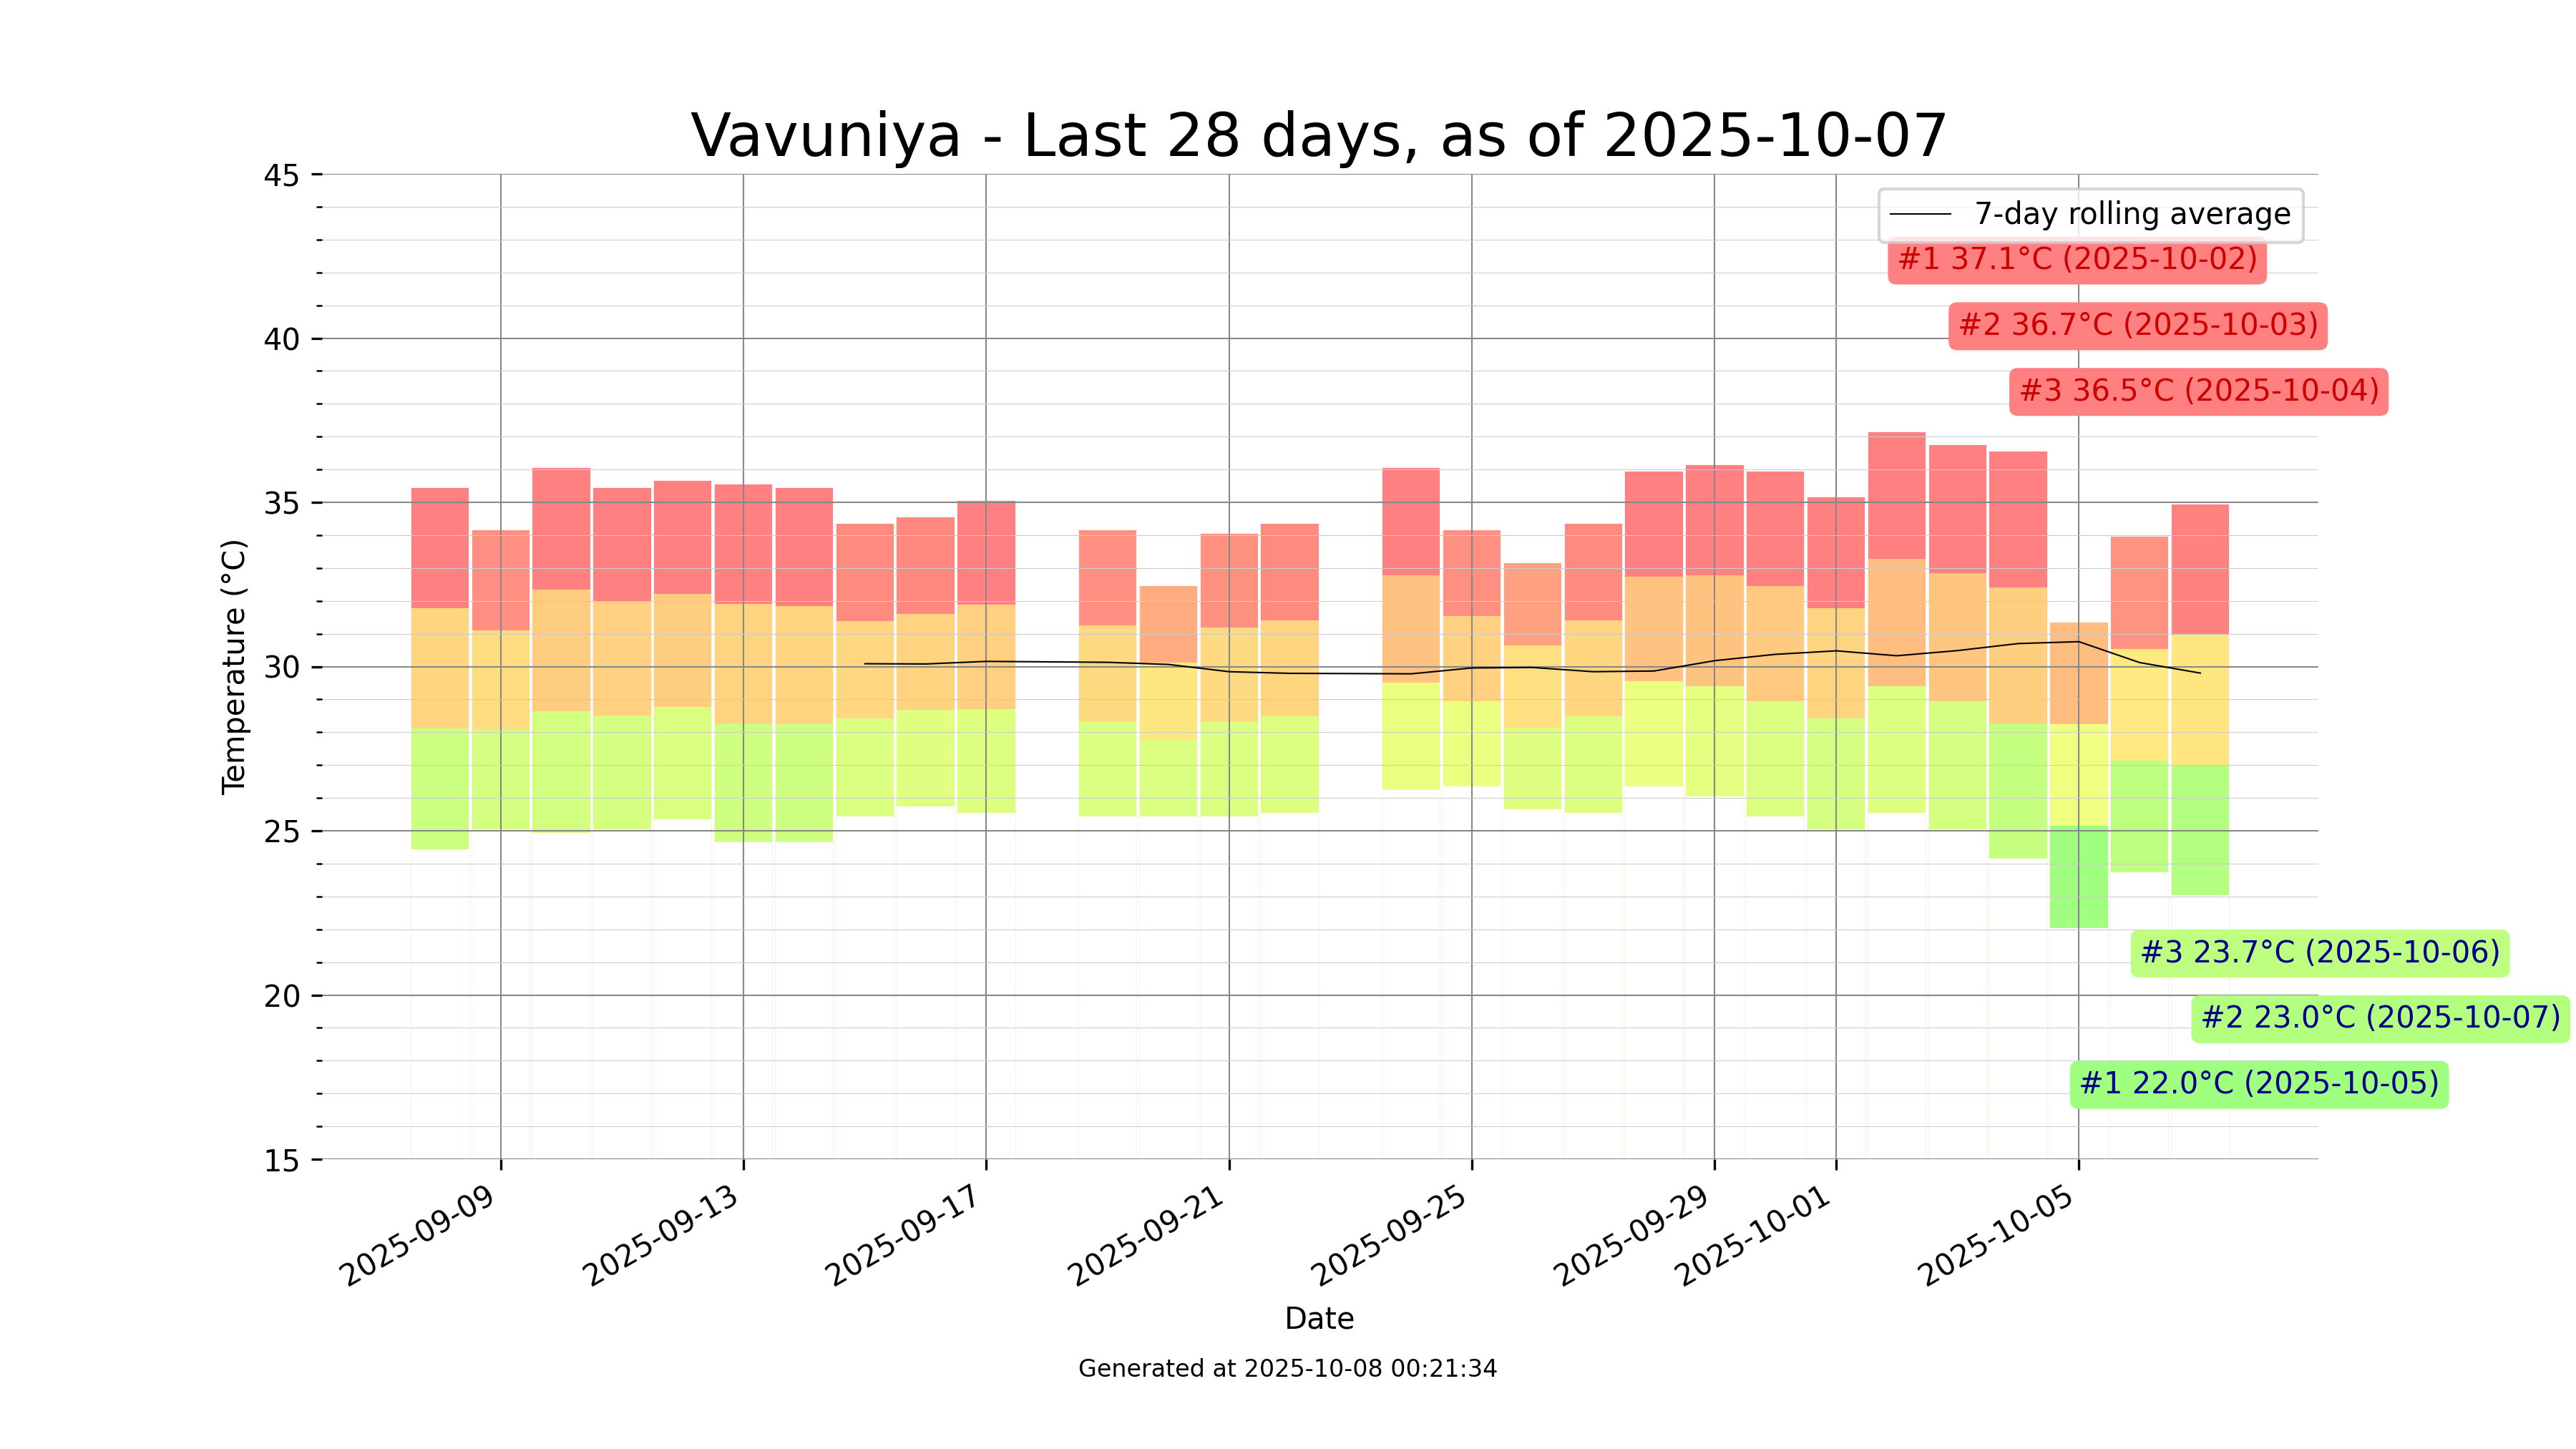 Vavuniya - Last 28 days, as of 2025-10-07
45
40
35
30
25
20
15
Temperature (°C)
7-day rolling average
#1 37.1°C (2025-10-02)
#2 36.7°C (2025-10-03)
#3 36.5°C (2025-10-04)
#3 23.7°C (2025-10-06)
#2 23.0°C (2025-10-07)
#1 22.0°C (2025-10-05)
2025-09-09
2025-09-13
2025-09-17
2025-09-21
2025-09-25
2025-09-29
2025-10-01
2025-10-05
Date
Generated at 2025-10-08 00:21:34